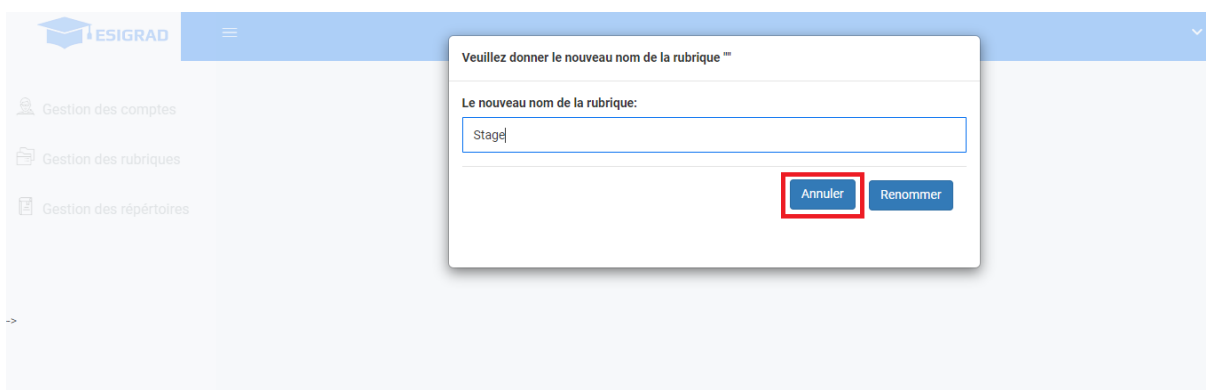 ESIGRAD
Veuillez donner le nouveau nom de la rubrique ""
Gestion des comptes
Le nouveau nom de la rubrique:
Stage
Gestion des rubriques
Annuler
Renommer
Gestion des répértoires
->